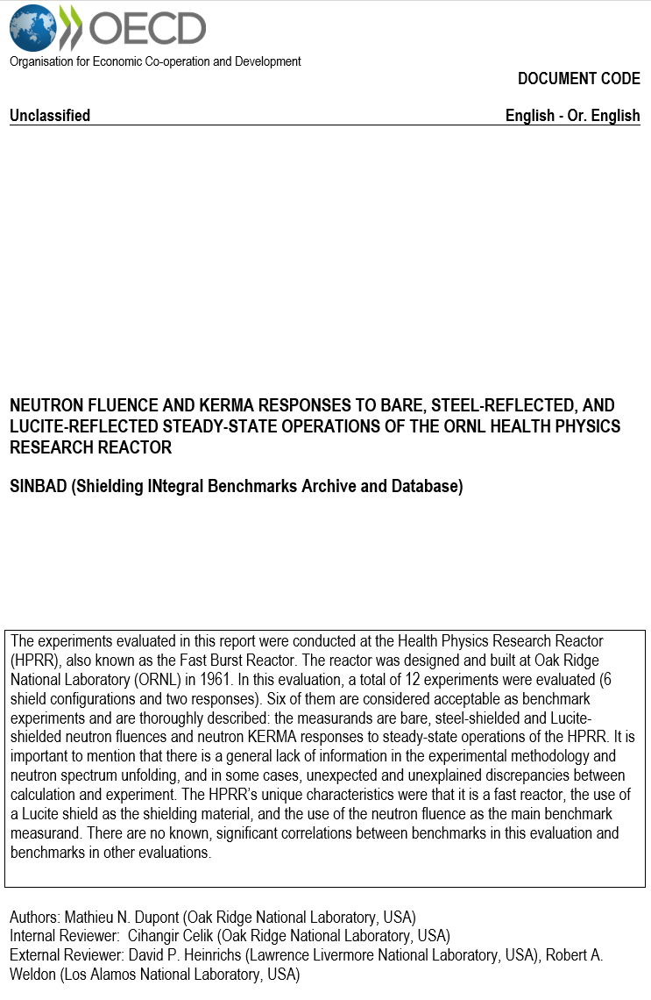 OECD
Organisation for Economic Co-operation and Development
DOCUMENT CODE
Unclassified English - Or. English
NEUTRON FLUENCE AND KERMA RESPONSES TO BARE, STEEL-REFLECTED, AND
LUCITE-REFLECTED STEADY-STATE OPERATIONS OF THE ORNL HEALTH PHYSICS
RESEARCH REACTOR
SINBAD (Shielding INtegral Benchmarks Archive and Database)
The experiments evaluated in this report were conducted at the Health Physics Research Reactor
(HPRR), also known as the Fast Burst Reactor. The reactor was designed and built at Oak Ridge
National Laboratory (ORNL) in 1961. In this evaluation, a total of 12 experiments were evaluated (6
shield configurations and two responses). Six of them are considered acceptable as benchmark
experiments and are thoroughly described: the measurands are bare, steel-shielded and Lucite-
shielded neutron fluences and neutron KERMA responses to steady-state operations of the HPRR. It is
important to mention that there is a general lack of information in the experimental methodology and
neutron spectrum unfolding, and in some cases, unexpected and unexplained discrepancies between
calculation and experiment. The HPRR's unique characteristics were that it is a fast reactor, the use of
a Lucite shield as the shielding material, and the use of the neutron fluence as the main benchmark
measurand. There are no known, significant correlations between benchmarks in this evaluation and
benchmarks in other evaluations.
Authors: Mathieu N. Dupont (Oak Ridge National Laboratory, USA)
Internal Reviewer: Cihangir Celik (Oak Ridge National Laboratory, USA)
External Reviewer: David P. Heinrichs (Lawrence Livermore National Laboratory, USA), Robert A.
Weldon (Los Alamos National Laboratory, USA)